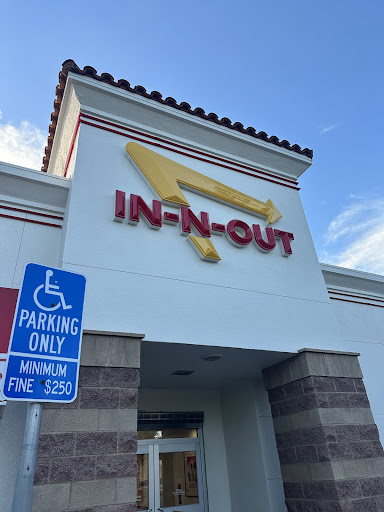 IN-N-OUT
PARKING
ONLY
MINIMUM
FINE $250